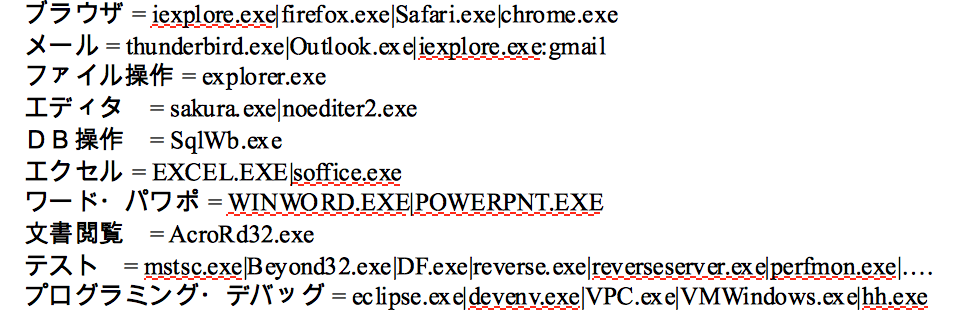 ブラウザ = iexplore.exe|firefox.exe|Safari.exe|chrome.exe
メール = thunderbird.exe|Outlook.exe|iexplore.exe:gmail
ファイル操作 = explorer.exe
エディタ　= sakura.exe|noediter2.exe
ＤＢ操作　= SqlWb.exe
エクセル = EXCEL.EXE|soffice.exe
ワード・パワポ = WINWORD.EXE|POWERPNT.EXE
文書閲覧　= AcroRd32.exe
テスト　= mstsc.exe|Beyond32.exe|DF.exe|reverse.exe|reverseserver.exe|perfmon.exe|….
プログラミング・デバッグ = eclipse.exe|devenv.exe|VPC.exe|VMWindows.exe|hh.exe